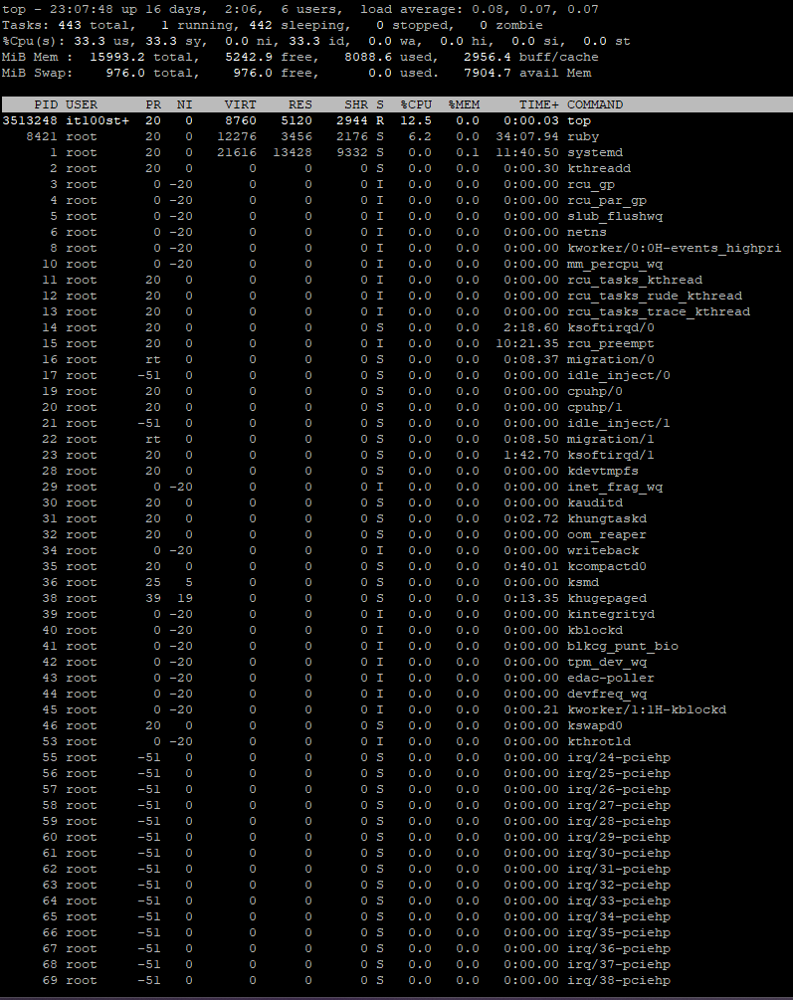 top - 23:07:48 up 16 days,  2:06,  6 users,  load average: 0.08, 0.07, 0.07
Tasks: 443 total,   1 running, 442 sleeping,   0 stopped,   0 zombie
%Cpu(s): 33.3 us, 33.3 sy,  0.0 ni, 33.3 id,  0.0 wa,  0.0 hi,  0.0 si,  0.0 st
MiB Mem :  15993.2 total,   5242.9 free,   8088.6 used,   2956.4 buff/cache
MiB Swap:    976.0 total,    976.0 free,      0.0 used.   7904.7 avail Mem
PID USER      PR  NI    VIRT    RES    SHR S  %CPU  %MEM     TIME+ COMMAND
3513248 it100st+  20   0    8760   5120   2944 R  12.5   0.0   0:00.03 top
8421 root      20   0   12276   3456   2176 S   6.2   0.0  34:07.94 ruby
1 root      20   0   21616  13428   9332 S   0.0   0.1  11:40.50 systemd
2 root      20   0       0      0      0 S   0.0   0.0   0:00.30 kthreadd
3 root       0 -20       0      0      0 I   0.0   0.0   0:00.00 rcu_gp
4 root       0 -20       0      0      0 I   0.0   0.0   0:00.00 rcu_par_gp
5 root       0 -20       0      0      0 I   0.0   0.0   0:00.00 slub_flushwq
6 root       0 -20       0      0      0 I   0.0   0.0   0:00.00 netns
8 root       0 -20       0      0      0 I   0.0   0.0   0:00.00 kworker/0:0H-events_highpri
10 root       0 -20       0      0      0 I   0.0   0.0   0:00.00 mm_percpu_wq
11 root      20   0       0      0      0 I   0.0   0.0   0:00.00 rcu_tasks_kthread
12 root      20   0       0      0      0 I   0.0   0.0   0:00.00 rcu_tasks_rude_kthread
13 root      20   0       0      0      0 I   0.0   0.0   0:00.00 rcu_tasks_trace_kthread
14 root      20   0       0      0      0 S   0.0   0.0   2:18.60 ksoftirqd/0
15 root      20   0       0      0      0 I   0.0   0.0  10:21.35 rcu_preempt
16 root      rt   0       0      0      0 S   0.0   0.0   0:08.37 migration/0
17 root     -51   0       0      0      0 S   0.0   0.0   0:00.00 idle_inject/0
19 root      20   0       0      0      0 S   0.0   0.0   0:00.00 cpuhp/0
20 root      20   0       0      0      0 S   0.0   0.0   0:00.00 cpuhp/1
21 root     -51   0       0      0      0 S   0.0   0.0   0:00.00 idle_inject/1
22 root      rt   0       0      0      0 S   0.0   0.0   0:08.50 migration/1
23 root      20   0       0      0      0 S   0.0   0.0   1:42.70 ksoftirqd/1
28 root      20   0       0      0      0 S   0.0   0.0   0:00.00 kdevtmpfs
29 root       0 -20       0      0      0 I   0.0   0.0   0:00.00 inet_frag_wq
30 root      20   0       0      0      0 S   0.0   0.0   0:00.00 kauditd
31 root      20   0       0      0      0 S   0.0   0.0   0:02.72 khungtaskd
32 root      20   0       0      0      0 S   0.0   0.0   0:00.00 oom_reaper
34 root       0 -20       0      0      0 I   0.0   0.0   0:00.00 writeback
35 root      20   0       0      0      0 S   0.0   0.0   0:40.01 kcompactd0
36 root      25   5       0      0      0 S   0.0   0.0   0:00.00 ksmd
38 root      39  19       0      0      0 S   0.0   0.0   0:13.35 khugepaged
39 root       0 -20       0      0      0 I   0.0   0.0   0:00.00 kintegrityd
40 root       0 -20       0      0      0 I   0.0   0.0   0:00.00 kblockd
41 root       0 -20       0      0      0 I   0.0   0.0   0:00.00 blkcg_punt_bio
42 root       0 -20       0      0      0 I   0.0   0.0   0:00.00 tpm_dev_wq
43 root       0 -20       0      0      0 I   0.0   0.0   0:00.00 edac-poller
44 root       0 -20       0      0      0 I   0.0   0.0   0:00.00 devfreq_wq
45 root       0 -20       0      0      0 I   0.0   0.0   0:00.21 kworker/1:1H-kblockd
46 root      20   0       0      0      0 S   0.0   0.0   0:00.00 kswapd0
53 root       0 -20       0      0      0 I   0.0   0.0   0:00.00 kthrotld
55 root     -51   0       0      0      0 S   0.0   0.0   0:00.00 irq/24-pciehp
56 root     -51   0       0      0      0 S   0.0   0.0   0:00.00 irq/25-pciehp
57 root     -51   0       0      0      0 S   0.0   0.0   0:00.00 irq/26-pciehp
58 root     -51   0       0      0      0 S   0.0   0.0   0:00.00 irq/27-pciehp
59 root     -51   0       0      0      0 S   0.0   0.0   0:00.00 irq/28-pciehp
60 root     -51   0       0      0      0 S   0.0   0.0   0:00.00 irq/29-pciehp
61 root     -51   0       0      0      0 S   0.0   0.0   0:00.00 irq/30-pciehp
62 root     -51   0       0      0      0 S   0.0   0.0   0:00.00 irq/31-pciehp
63 root     -51   0       0      0      0 S   0.0   0.0   0:00.00 irq/32-pciehp
64 root     -51   0       0      0      0 S   0.0   0.0   0:00.00 irq/33-pciehp
65 root     -51   0       0      0      0 S   0.0   0.0   0:00.00 irq/34-pciehp
66 root     -51   0       0      0      0 S   0.0   0.0   0:00.00 irq/35-pciehp
67 root     -51   0       0      0      0 S   0.0   0.0   0:00.00 irq/36-pciehp
68 root     -51   0       0      0      0 S   0.0   0.0   0:00.00 irq/37-pciehp
69 root     -51   0       0      0      0 S   0.0   0.0   0:00.00 irq/38-pciehp